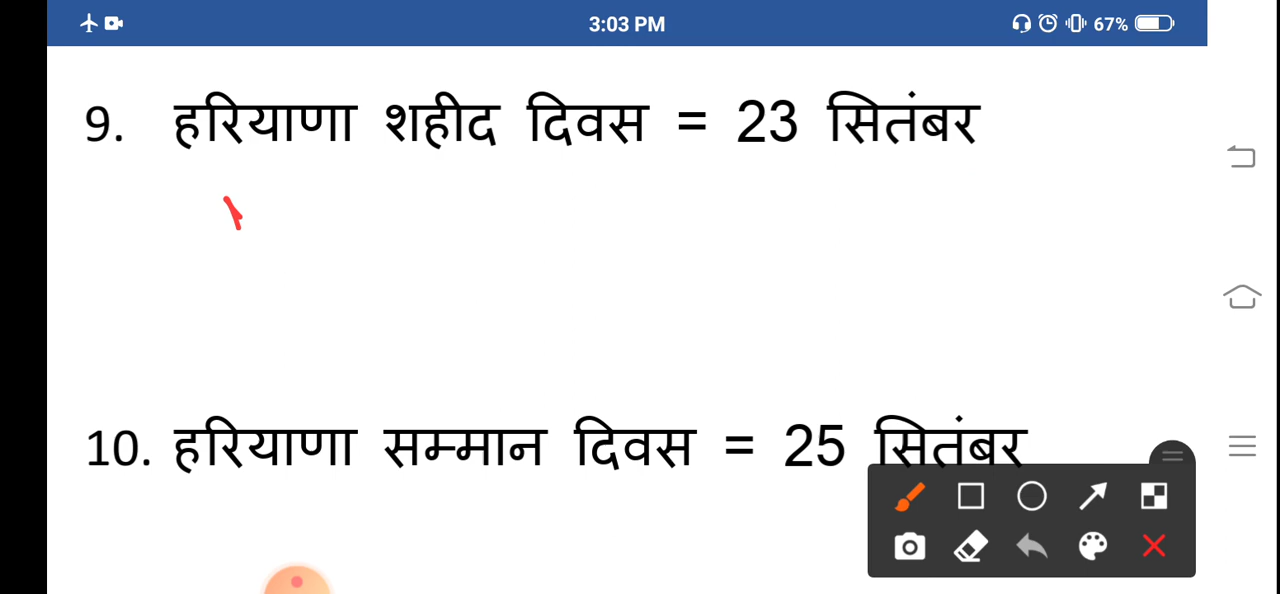 3:03 PM 67%
9. हरियाणा शहीद दिवस = 23 सितंबर
10. हरियाणा सम्मान दिवस = 25 सितंबर